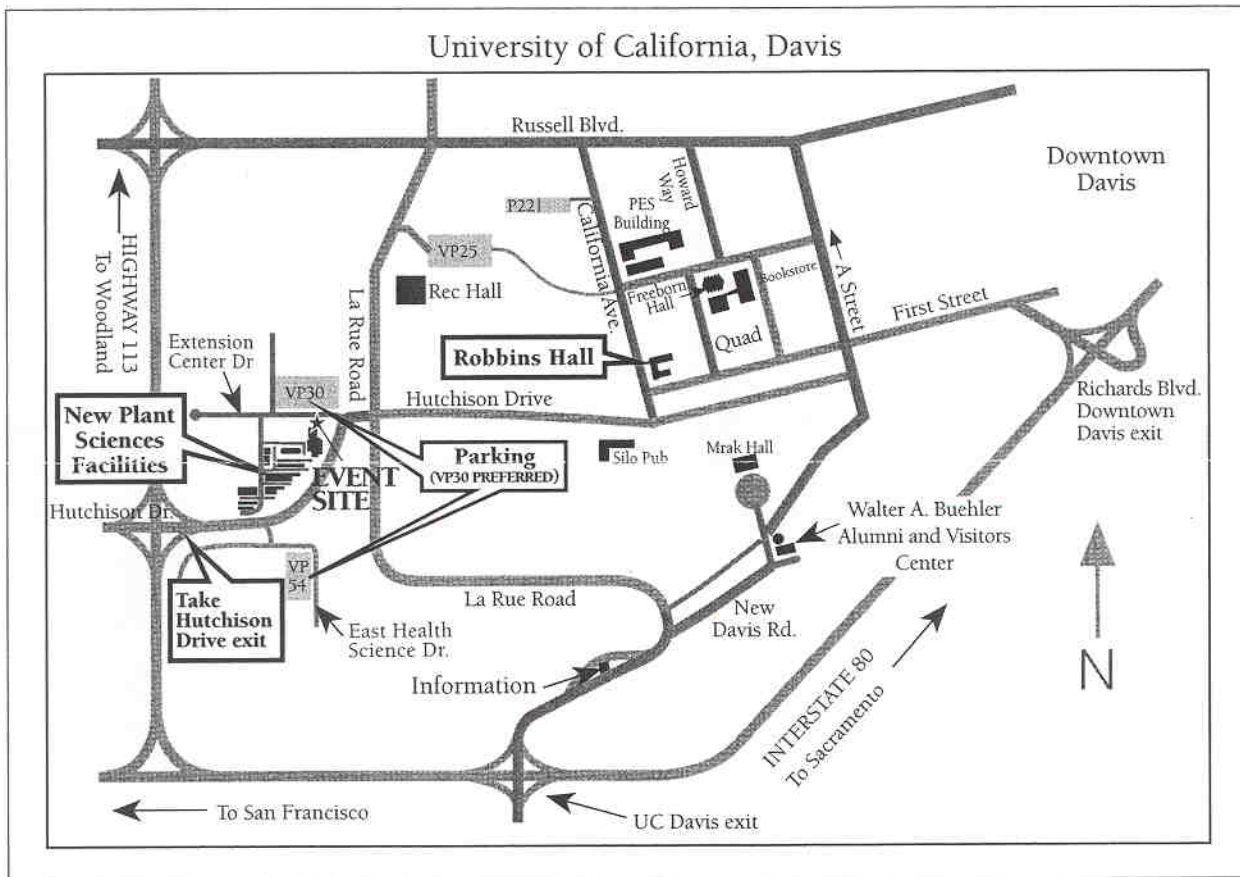 University of California, Davis
Russell Blvd.
Downtown
Davis
Howard
Way
P22
PES
Building
California Ave.
VP25
HIGHWAY 113
To Woodland
La Rue Road
Rec Hall
Freeborn
Hall
Bookstore
A Street
First Street
Quad
Robbins Hall
Extension
Center Dr
VP30
Hutchison Drive
Richards Blvd.
Downtown
Davis exit
New Plant
Sciences
Facilities
EVENT
SITE
Parking
(VP30 PREFERRED)
Silo Pub
Mrak Hall
Hutchison Dr.
Walter A. Buehler
Alumni and Visitors
Center
VP
54
Take
Hutchison
Drive exit
La Rue Road
New
Davis Rd.
East Health
Science Dr.
Information
N
INTERSTATE 80
To Sacramento
To San Francisco
UC Davis exit